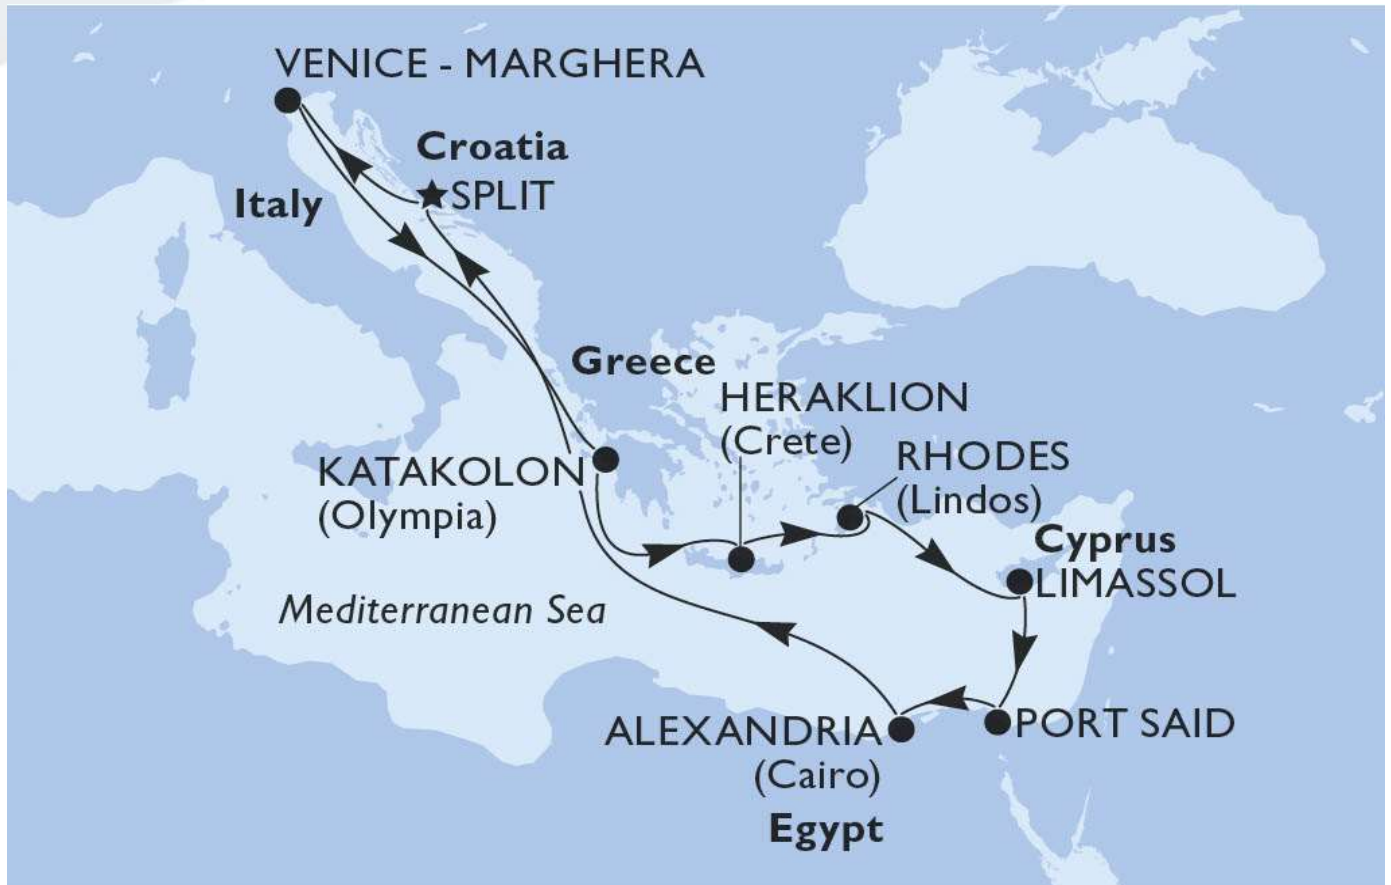 VENICE - MARGHERA
Croatia
SPLIT
Italy
Greece
HERAKLION
(Crete)
RHODES
(Lindos)
KATAKOLON
(Olympia)
Cyprus
LIMASSOL
Mediterranean Sea
PORT SAID
ALEXANDRIA
(Cairo)
Egypt